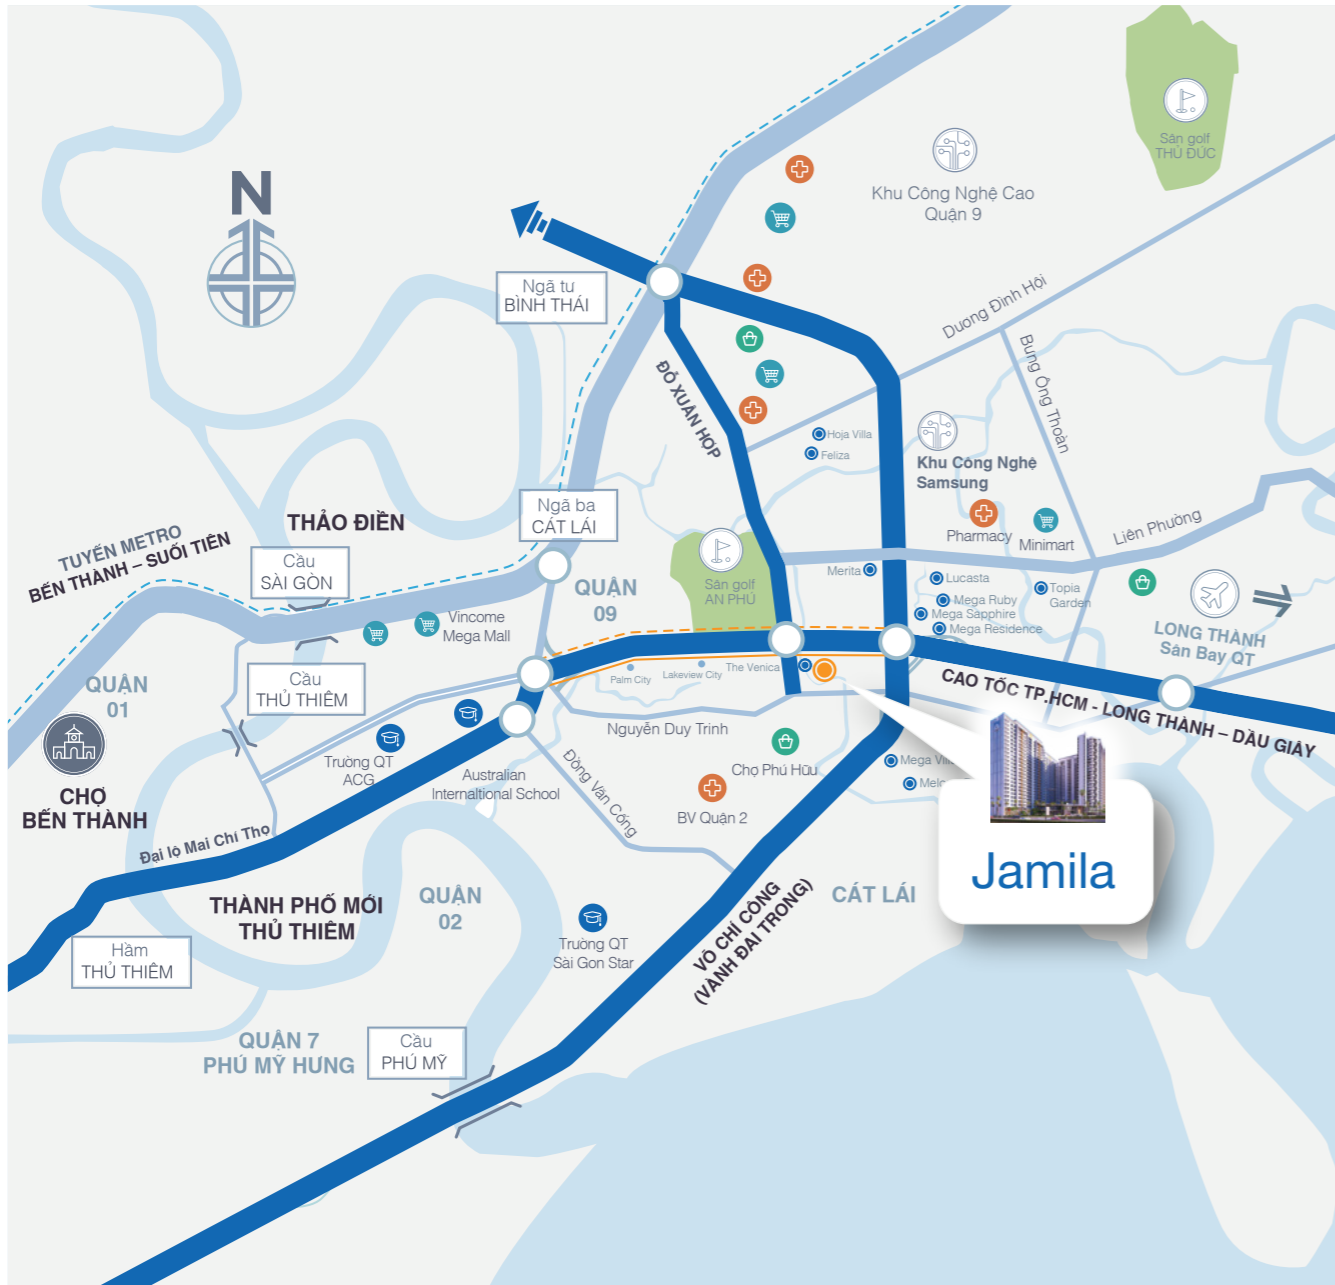 N
Sân golf
THỦ ĐỨC
Khu Công Nghệ Cao
Quận 9
Ngã tư
BÌNH THÁI
Dương Đình Hội
Bưng Ông Thoàn
ĐỖ XUÂN HỢP
Hoja Villa
Feliza
Khu Công Nghệ
Samsung
Ngã ba
CÁT LÁI
THẢO ĐIỀN
TUYẾN METRO
BẾN THÀNH – SUỐI TIÊN
Cầu
SÀI GÒN
Pharmacy
Minimart
Liên Phường
Sân golf
AN PHÚ
QUẬN
09
Merita
Lucasta
Mega Ruby
Mega Sapphire
Mega Residence
Topia
Garden
LONG THÀNH
Sân Bay QT
Vincome
Mega Mall
Cầu
THỦ THIÊM
QUẬN
01
Palm City
Lakeview City
The Venica
CAO TỐC TP.HCM - LONG THÀNH – DẦU GIÂY
Nguyễn Duy Trinh
CHỢ
BẾN THÀNH
Trường QT
ACG
Australian
Internaltional School
Đồng Văn Cống
Chợ Phú Hữu
BV Quận 2
Mega
Jamila
Đại lộ Mai Chí Thọ
THÀNH PHỐ MỚI
THỦ THIÊM
QUẬN
02
CÁT LÁI
VÕ CHÍ CÔNG
(VÀNH ĐAI TRONG)
Trường QT
Sài Gon Star
Hầm
THỦ THIÊM
QUẬN 7
PHÚ MỸ HƯNG
Cầu
PHÚ MỸ